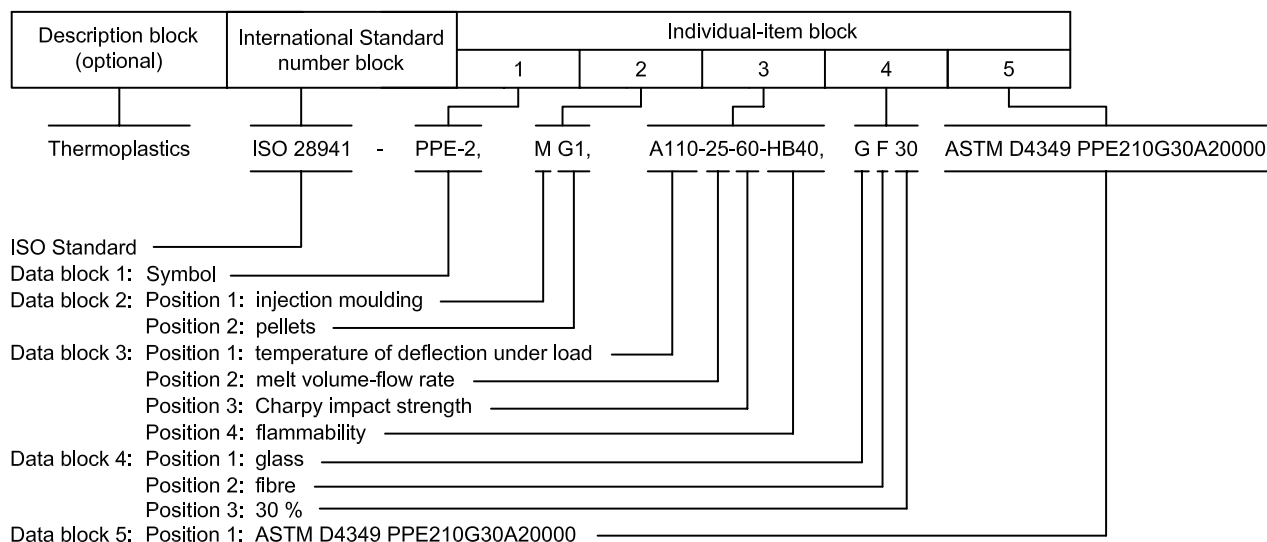 Description block (optional)
International Standard number block
Individual-item block
1 2 3 4 5
Thermoplastics ISO 28941 - PPE-2, M G1, A110-25-60-HB40, G F 30 ASTM D4349 PPE210G30A20000
ISO Standard
Data block 1: Symbol
Data block 2: Position 1: injection moulding
Position 2: pellets
Data block 3: Position 1: temperature of deflection under load
Position 2: melt volume-flow rate
Position 3: Charpy impact strength
Position 4: flammability
Data block 4: Position 1: glass
Position 2: fibre
Position 3: 30 %
Data block 5: Position 1: ASTM D4349 PPE210G30A20000